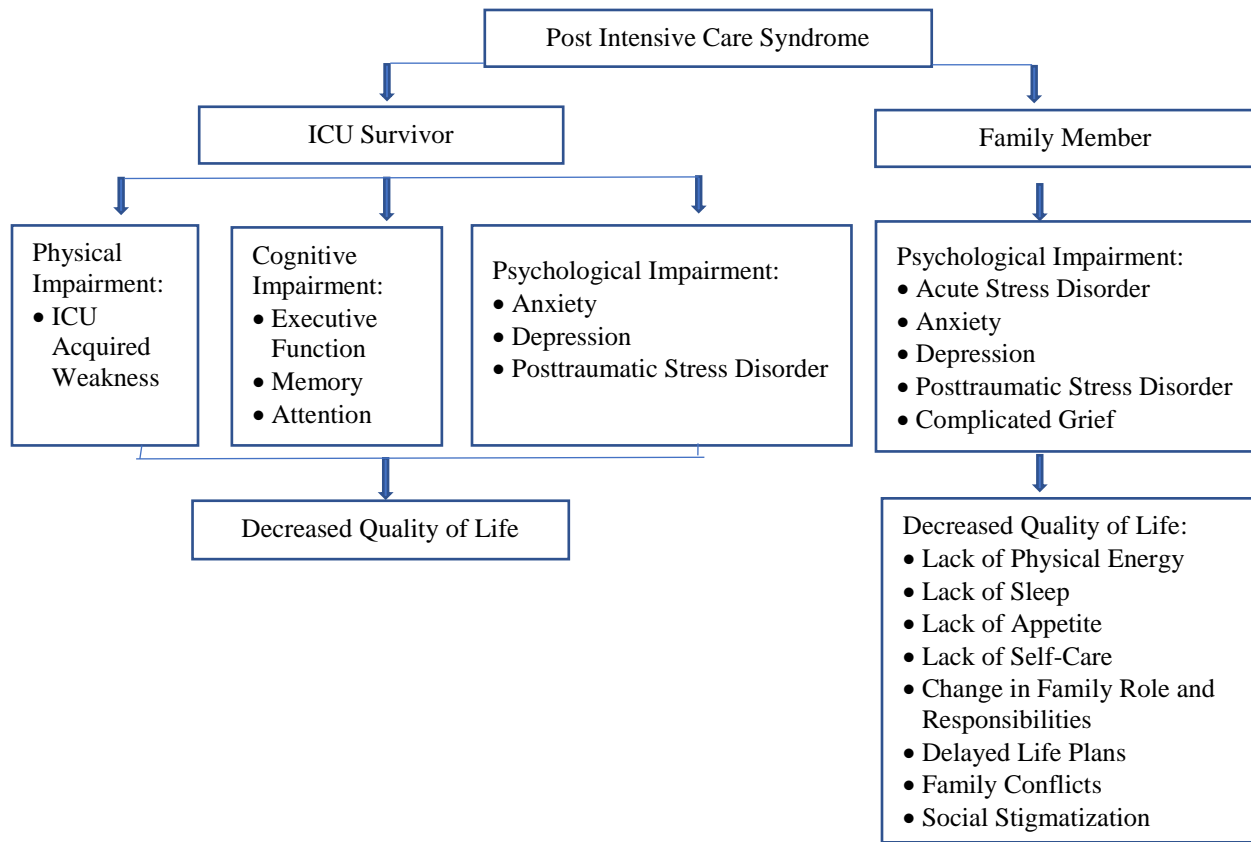 Post Intensive Care Syndrome
ICU Survivor
Family Member
Physical
Impairment:
• ICU
Acquired
Weakness
Cognitive
Impairment:
• Executive
Function
• Memory
• Attention
Psychological Impairment:
• Anxiety
• Depression
• Posttraumatic Stress Disorder
Psychological Impairment:
• Acute Stress Disorder
• Anxiety
• Depression
• Posttraumatic Stress Disorder
• Complicated Grief
Decreased Quality of Life
Decreased Quality of Life:
• Lack of Physical Energy
• Lack of Sleep
• Lack of Appetite
• Lack of Self-Care
• Change in Family Role and
Responsibilities
• Delayed Life Plans
• Family Conflicts
• Social Stigmatization